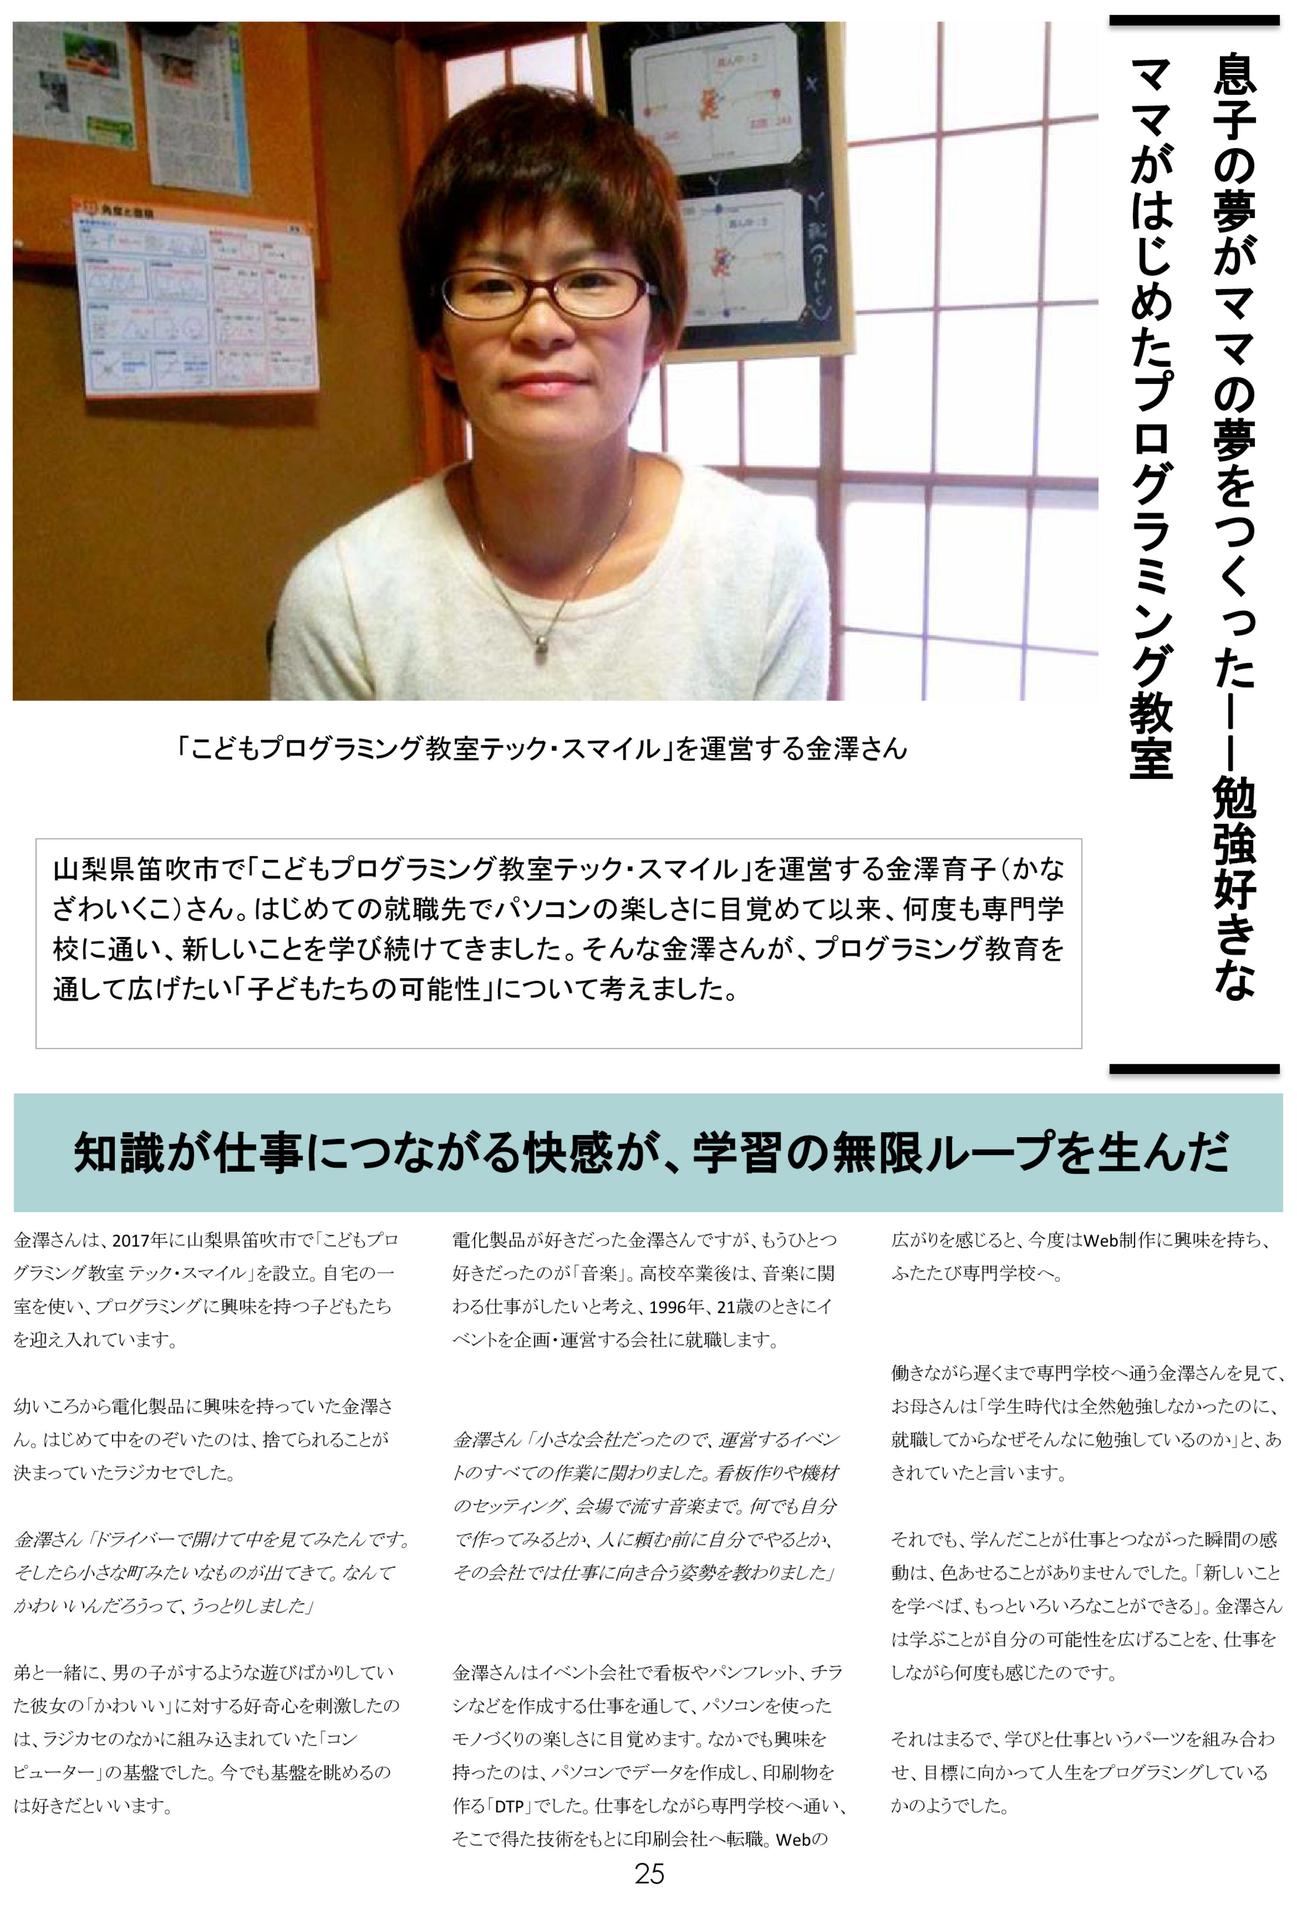 息子の夢がママの夢をつくった――勉強好きな
ママがはじめたプログラミング教室
角度と面積
真ん中:0
X
Y
真ん中:0
「こどもプログラミング教室テック・スマイル」を運営する金澤さん
山梨県笛吹市で「こどもプログラミング教室テック・スマイル」を運営する金澤育子（かな
ざわいくこ）さん。はじめての就職先でパソコンの楽しさに目覚めて以来、何度も専門学
校に通い、新しいことを学び続けてきました。そんな金澤さんが、プログラミング教育を
通して広げたい「子どもたちの可能性」について考えました。
知識が仕事につながる快感が、学習の無限ループを生んだ
金澤さんは、2017年に山梨県笛吹市で「こどもプロ
グラミング教室 テック・スマイル」を設立。自宅の一
室を使い、プログラミングに興味を持つ子どもたち
を迎え入れています。
幼いころから電化製品に興味を持っていた金澤さ
ん。はじめて中をのぞいたのは、捨てられることが
決まっていたラジカセでした。
金澤さん「ドライバーで開けて中を見てみたんです。
そしたら小さな町みたいなものが出てきて。なんて
かわいいんだろうって、うっとりしました」
弟と一緒に、男の子がするような遊びばかりしてい
た彼女の「かわいい」に対する好奇心を刺激したの
は、ラジカセのなかに組み込まれていた「コン
ピューター」の基盤でした。今でも基盤を眺めるの
は好きだといいます。
電化製品が好きだった金澤さんですが、もうひとつ
好きだったのが「音楽」。高校卒業後は、音楽に関
わる仕事がしたいと考え、1996年、21歳のときにイ
ベントを企画・運営する会社に就職します。
金澤さん「小さな会社だったので、運営するイベン
トのすべての作業に関わりました。看板作りや機材
のセッティング、会場で流す音楽まで。何でも自分
で作ってみるとか、人に頼む前に自分でやるとか、
その会社では仕事に向き合う姿勢を教わりました」
金澤さんはイベント会社で看板やパンフレット、チラ
シなどを作成する仕事を通して、パソコンを使った
モノづくりの楽しさに目覚めます。なかでも興味を
持ったのは、パソコンでデータを作成し、印刷物を
作る「DTP」でした。仕事をしながら専門学校へ通い、
そこで得た技術をもとに印刷会社へ転職。Webの
広がりを感じると、今度はWeb制作に興味を持ち、
ふたたび専門学校へ。
働きながら遅くまで専門学校へ通う金澤さんを見て、
お母さんは「学生時代は全然勉強しなかったのに、
就職してからなぜそんなに勉強しているのか」と、あ
きれていたと言います。
それでも、学んだことが仕事とつながった瞬間の感
動は、色あせることがありませんでした。「新しいこと
を学べば、もっといろいろなことができる」。金澤さん
は学ぶことが自分の可能性を広げることを、仕事を
しながら何度も感じたのです。
それはまるで、学びと仕事というパーツを組み合わ
せ、目標に向かって人生をプログラミングしている
かのようでした。
25